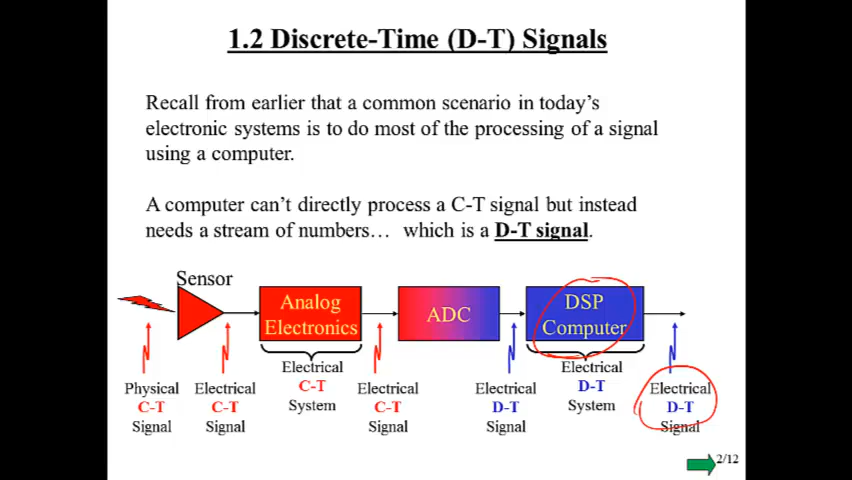 1.2 Discrete-Time (D-T) Signals
Recall from earlier that a common scenario in today's
electronic systems is to do most of the processing of a signal
using a computer.
A computer can't directly process a C-T signal but instead
needs a stream of numbers… which is a D-T signal.
Sensor
Analog
Electronics
ADC
DSP
Computer
Physical
C-T
Signal
Electrical
C-T
Signal
Electrical
C-T
System
Electrical
C-T
Signal
Electrical
D-T
Signal
Electrical
D-T
System
Electrical
D-T
Signal
2/12